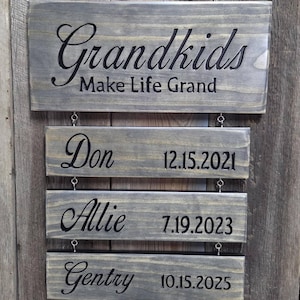 Grandkids
Make Life Grand
Don 12.15.2021
Allie 7.19.2023
Gentry 10.15.2025